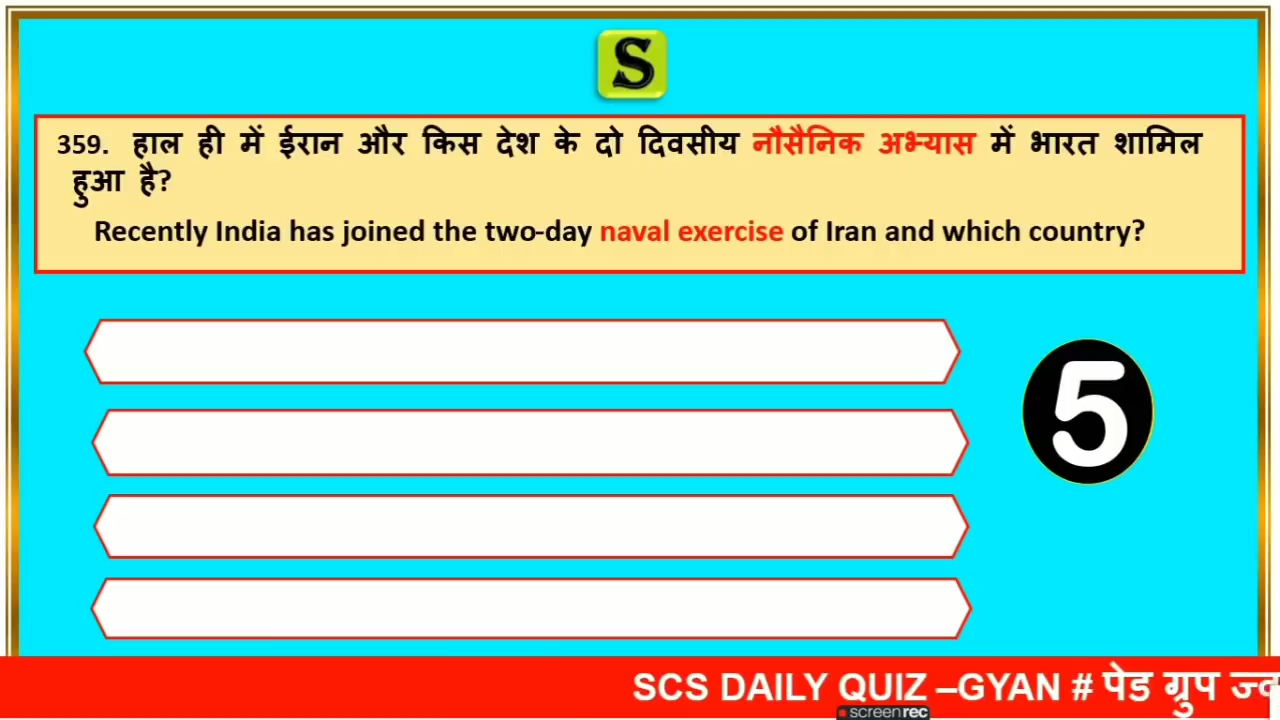 S
359. हाल ही में ईरान और किस देश के दो दिवसीय नौसैनिक अभ्यास में भारत शामिल
हुआ है?
Recently India has joined the two-day naval exercise of Iran and which country?
5
SCS DAILY QUIZ –GYAN # पेड ग्रुप
screenrec